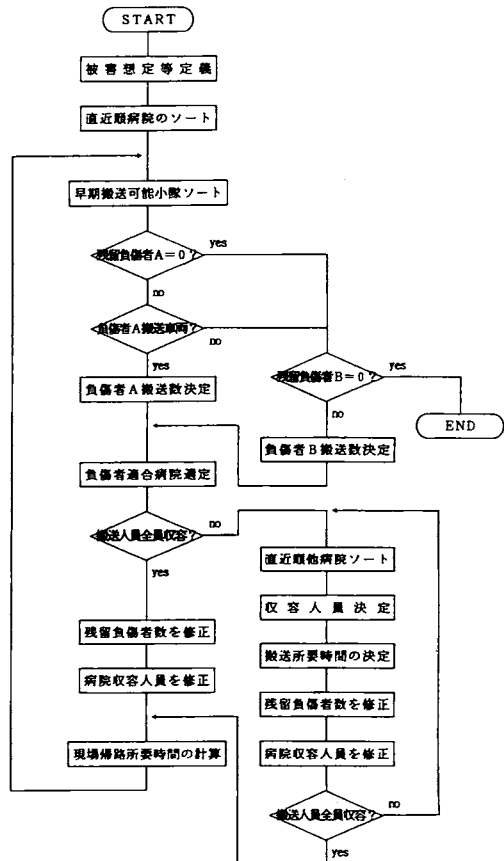 START
被害想定等定義
直近順病院のソート
早期搬送可能小隊ソート
残留負傷者A＝0？
yes
no
負傷者A搬送車両？
no
yes
負傷者A搬送数決定
残留負傷者B＝0？
yes
no
END
負傷者B搬送数決定
負傷者適合病院選定
搬送人員全員収容？
no
yes
直近順他病院ソート
収容人員決定
搬送所要時間の決定
残留負傷者数を修正
病院収容人員を修正
搬送人員全員収容？
no
yes
残留負傷者数を修正
病院収容人員を修正
現場帰路所要時間の計算